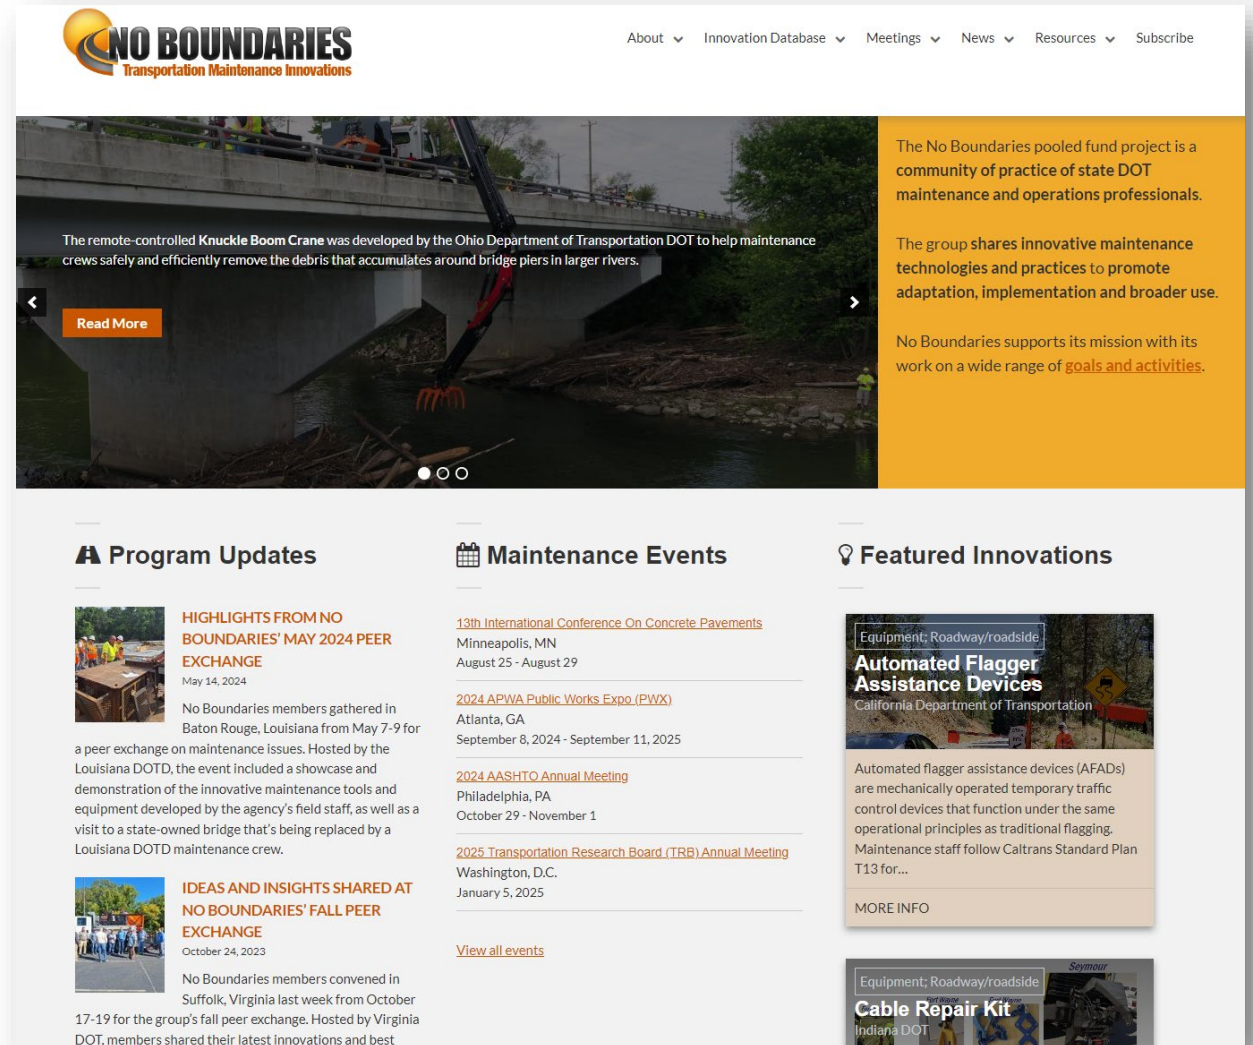 NO BOUNDARIES
Transportation Maintenance Innovations
About
Innovation Database
Meetings
News
Resources
Subscribe
The remote-controlled Knuckle Boom Crane was developed by the Ohio Department of Transportation DOT to help maintenance
crews safely and efficiently remove the debris that accumulates around bridge piers in larger rivers.
Read More
The No Boundaries pooled fund project is a
community of practice of state DOT
maintenance and operations professionals.
The group shares innovative maintenance
technologies and practices to promote
adaptation, implementation and broader use.
No Boundaries supports its mission with its
work on a wide range of goals and activities.
Program Updates
HIGHLIGHTS FROM NO
BOUNDARIES' MAY 2024 PEER
EXCHANGE
May 14, 2024
No Boundaries members gathered in
Baton Rouge, Louisiana from May 7-9 for
a peer exchange on maintenance issues. Hosted by the
Louisiana DOTD, the event included a showcase and
demonstration of the innovative maintenance tools and
equipment developed by the agency's field staff, as well as a
visit to a state-owned bridge that's being replaced by a
Louisiana DOTD maintenance crew.
IDEAS AND INSIGHTS SHARED AT
NO BOUNDARIES' FALL PEER
EXCHANGE
October 24, 2023
No Boundaries members convened in
Suffolk, Virginia last week from October
17-19 for the group's fall peer exchange. Hosted by Virginia
DOT, members shared their latest innovations and best
Maintenance Events
13th International Conference On Concrete Pavements
Minneapolis, MN
August 25 - August 29
2024 APWA Public Works Expo (PWX)
Atlanta, GA
September 8, 2024 - September 11, 2025
2024 AASHTO Annual Meeting
Philadelphia, PA
October 29 - November 1
2025 Transportation Research Board (TRB) Annual Meeting
Washington, D.C.
January 5, 2025
View all events
Featured Innovations
Equipment; Roadway/roadside
Automated Flagger
Assistance Devices
California Department of Transportation
Automated flagger assistance devices (AFADs)
are mechanically operated temporary traffic
control devices that function under the same
operational principles as traditional flagging.
Maintenance staff follow Caltrans Standard Plan
T13 for...
MORE INFO
Seymour
Equipment; Roadway/roadside
Fort Wayne
Cable Repair Kit
Indiana DOT